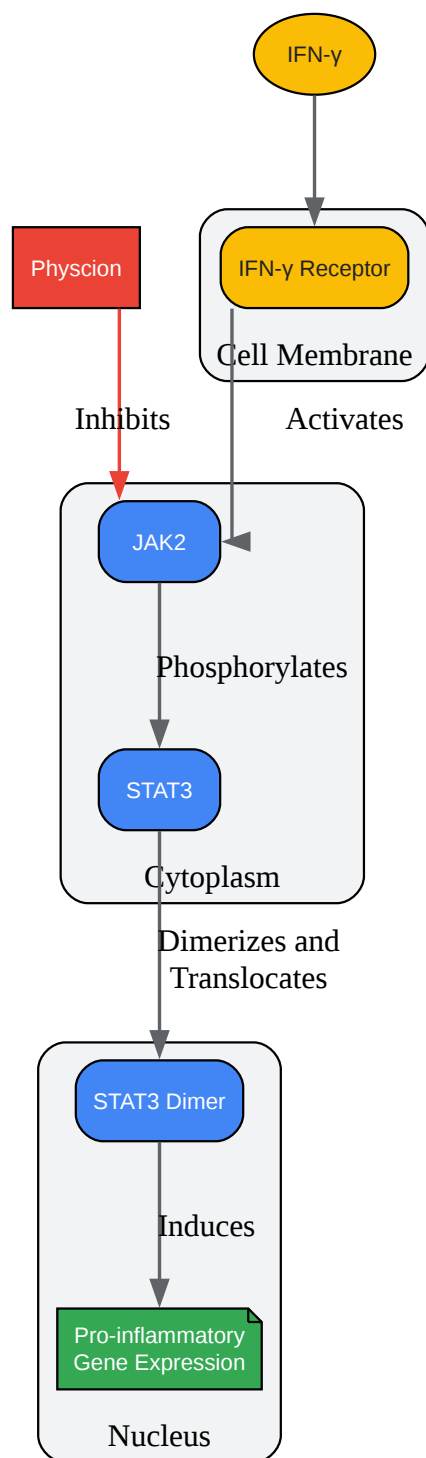 IFN-γ
Physcion
IFN-γ Receptor
Cell Membrane
Inhibits
Activates
JAK2
Phosphorylates
STAT3
Cytoplasm
Dimerizes and
Translocates
STAT3 Dimer
Induces
Pro-inflammatory
Gene Expression
Nucleus